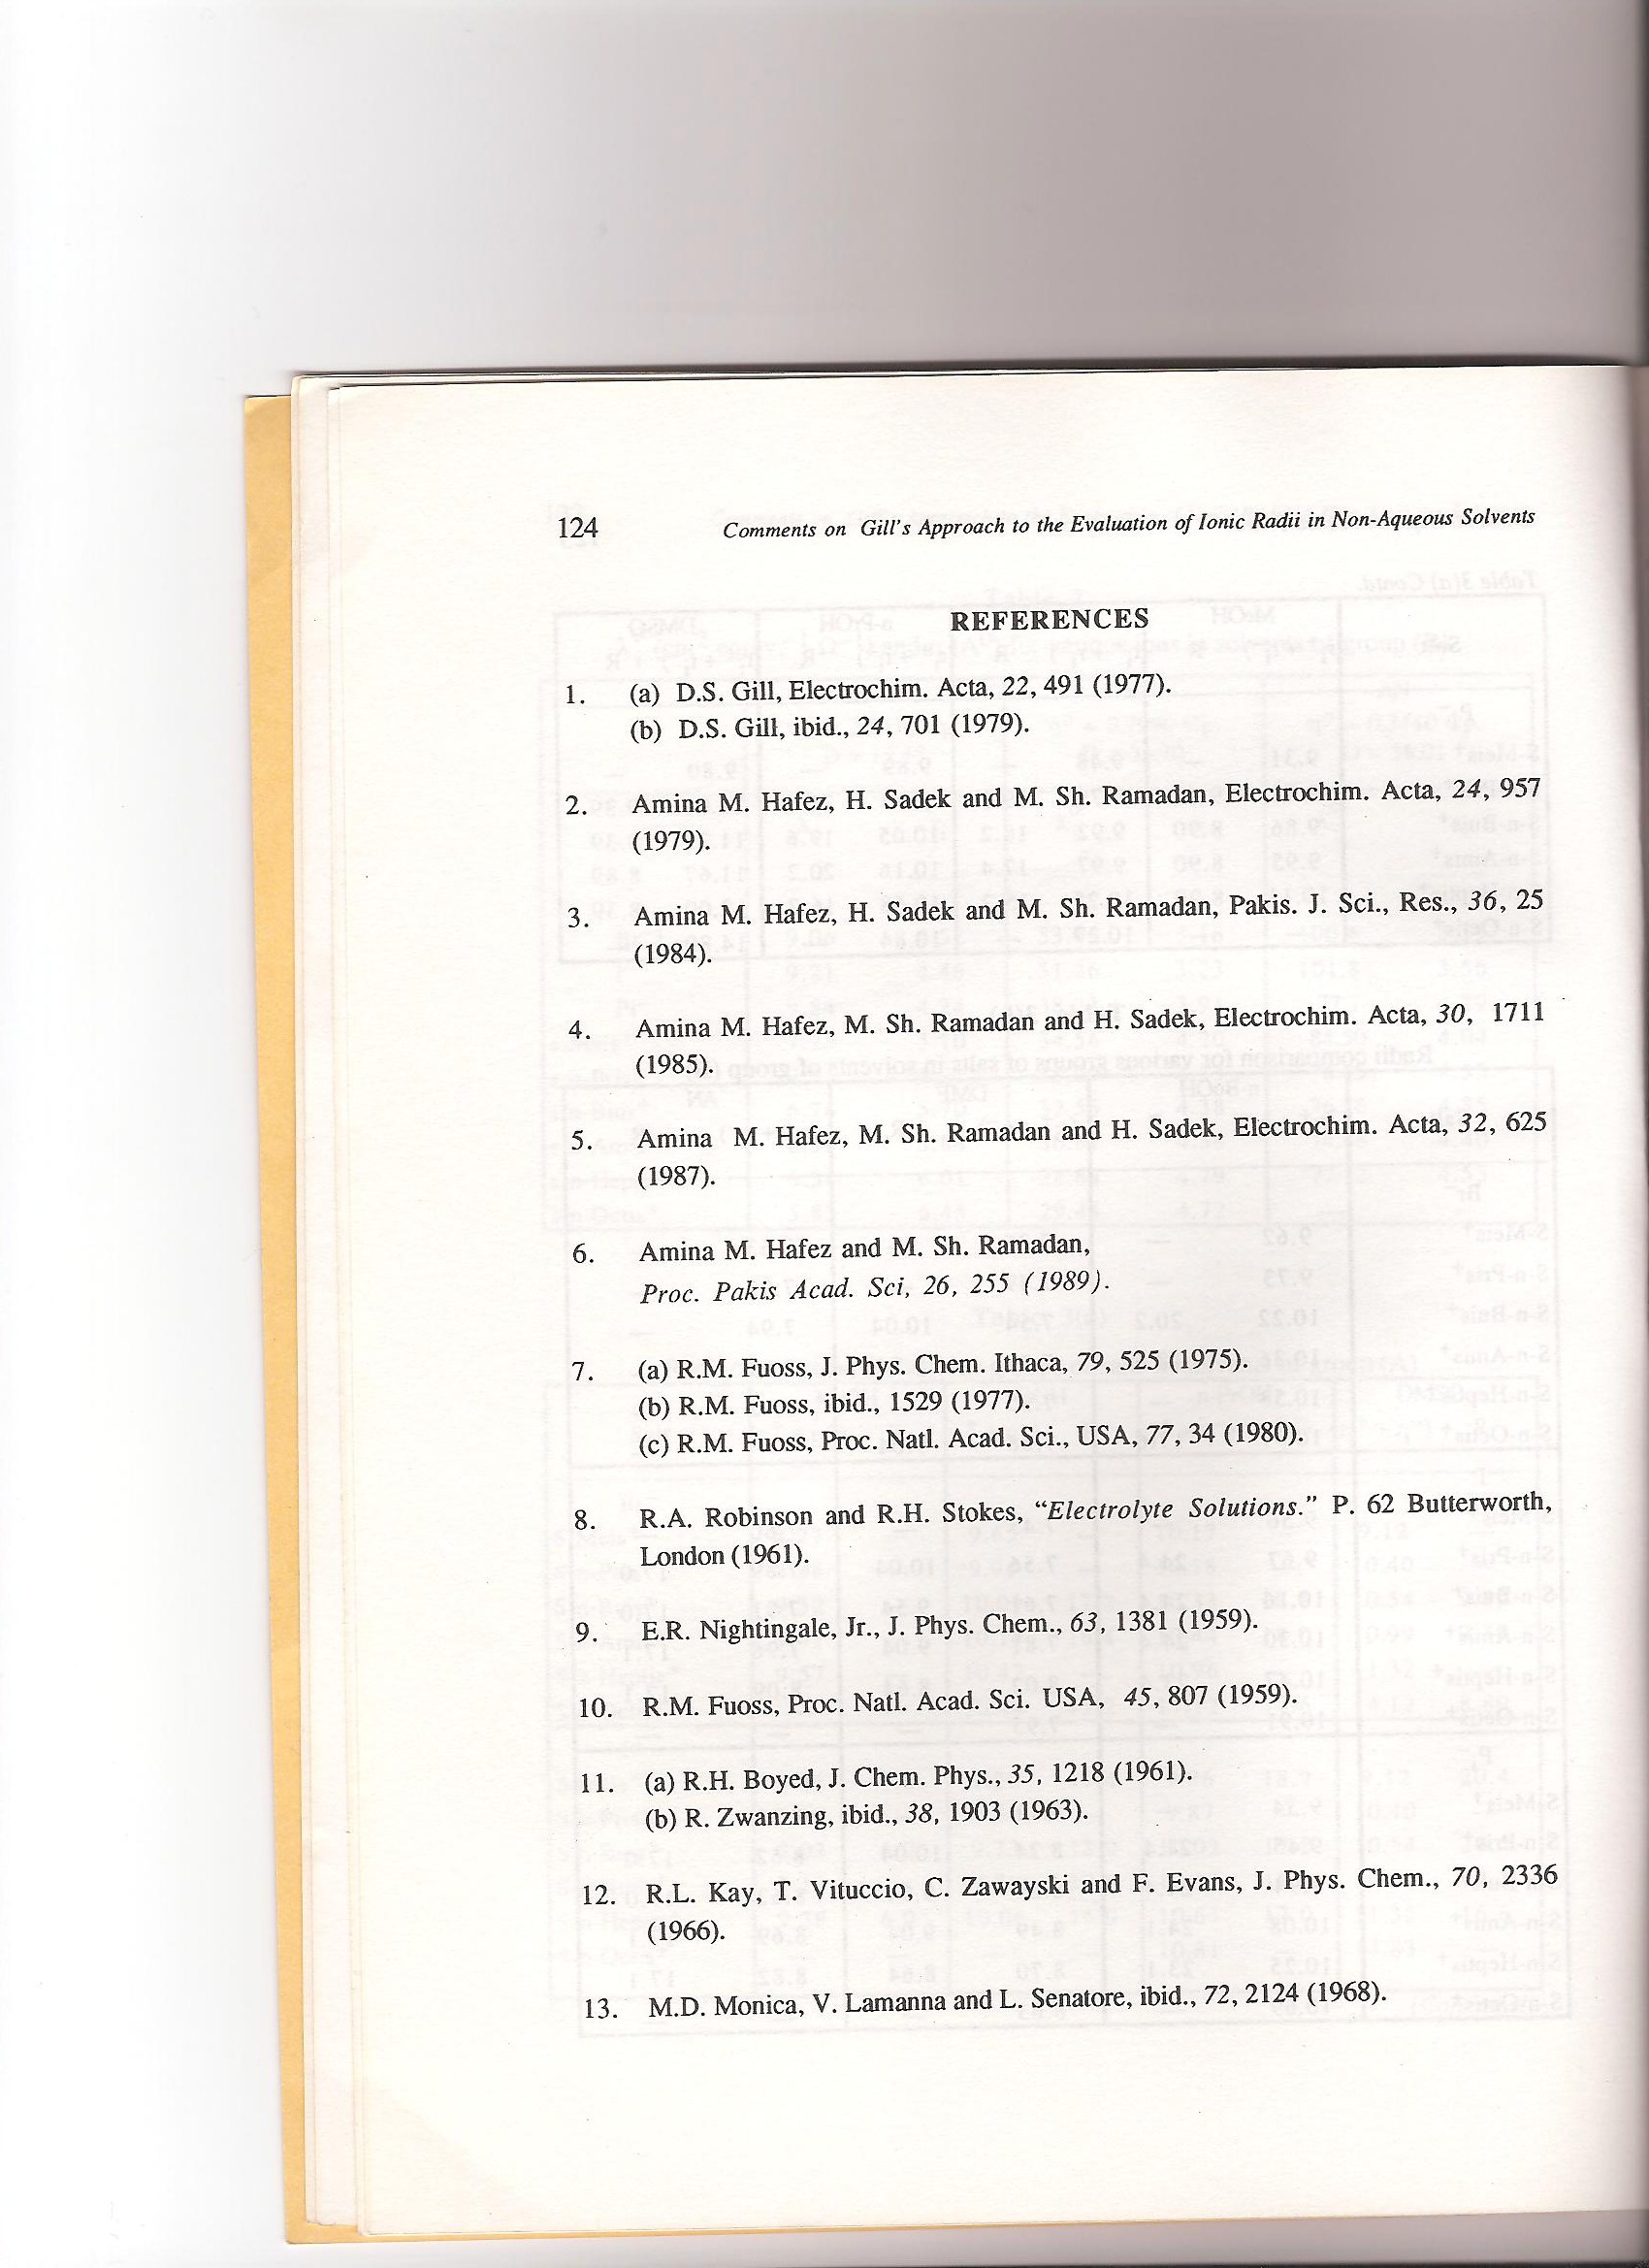 124 Comments on Gill's Approach to the Evaluation of Ionic Radii in Non-Aqueous Solvents
REFERENCES
1. (a) D.S. Gill, Electrochim. Acta, 22, 491 (1977).
(b) D.S. Gill, ibid., 24, 701 (1979).
2. Amina M. Hafez, H. Sadek and M. Sh. Ramadan, Electrochim. Acta, 24, 957
(1979).
3. Amina M. Hafez, H. Sadek and M. Sh. Ramadan, Pakis. J. Sci., Res., 36, 25
(1984).
4. Amina M. Hafez, M. Sh. Ramadan and H. Sadek, Electrochim. Acta, 30, 1711
(1985).
5. Amina M. Hafez, M. Sh. Ramadan and H. Sadek, Electrochim. Acta, 32, 625
(1987).
6. Amina M. Hafez and M. Sh. Ramadan,
Proc. Pakis Acad. Sci, 26, 255 (1989).
7. (a) R.M. Fuoss, J. Phys. Chem. Ithaca, 79, 525 (1975).
(b) R.M. Fuoss, ibid., 1529 (1977).
(c) R.M. Fuoss, Proc. Natl. Acad. Sci., USA, 77, 34 (1980).
8. R.A. Robinson and R.H. Stokes, “Electrolyte Solutions.” P. 62 Butterworth,
London (1961).
9. E.R. Nightingale, Jr., J. Phys. Chem., 63, 1381 (1959).
10. R.M. Fuoss, Proc. Natl. Acad. Sci. USA, 45, 807 (1959).
11. (a) R.H. Boyed, J. Chem. Phys., 35, 1218 (1961).
(b) R. Zwanzing, ibid., 38, 1903 (1963).
12. R.L. Kay, T. Vituccio, C. Zawayski and F. Evans, J. Phys. Chem., 70, 2336
(1966).
13. M.D. Monica, V. Lamanna and L. Senatore, ibid., 72, 2124 (1968).